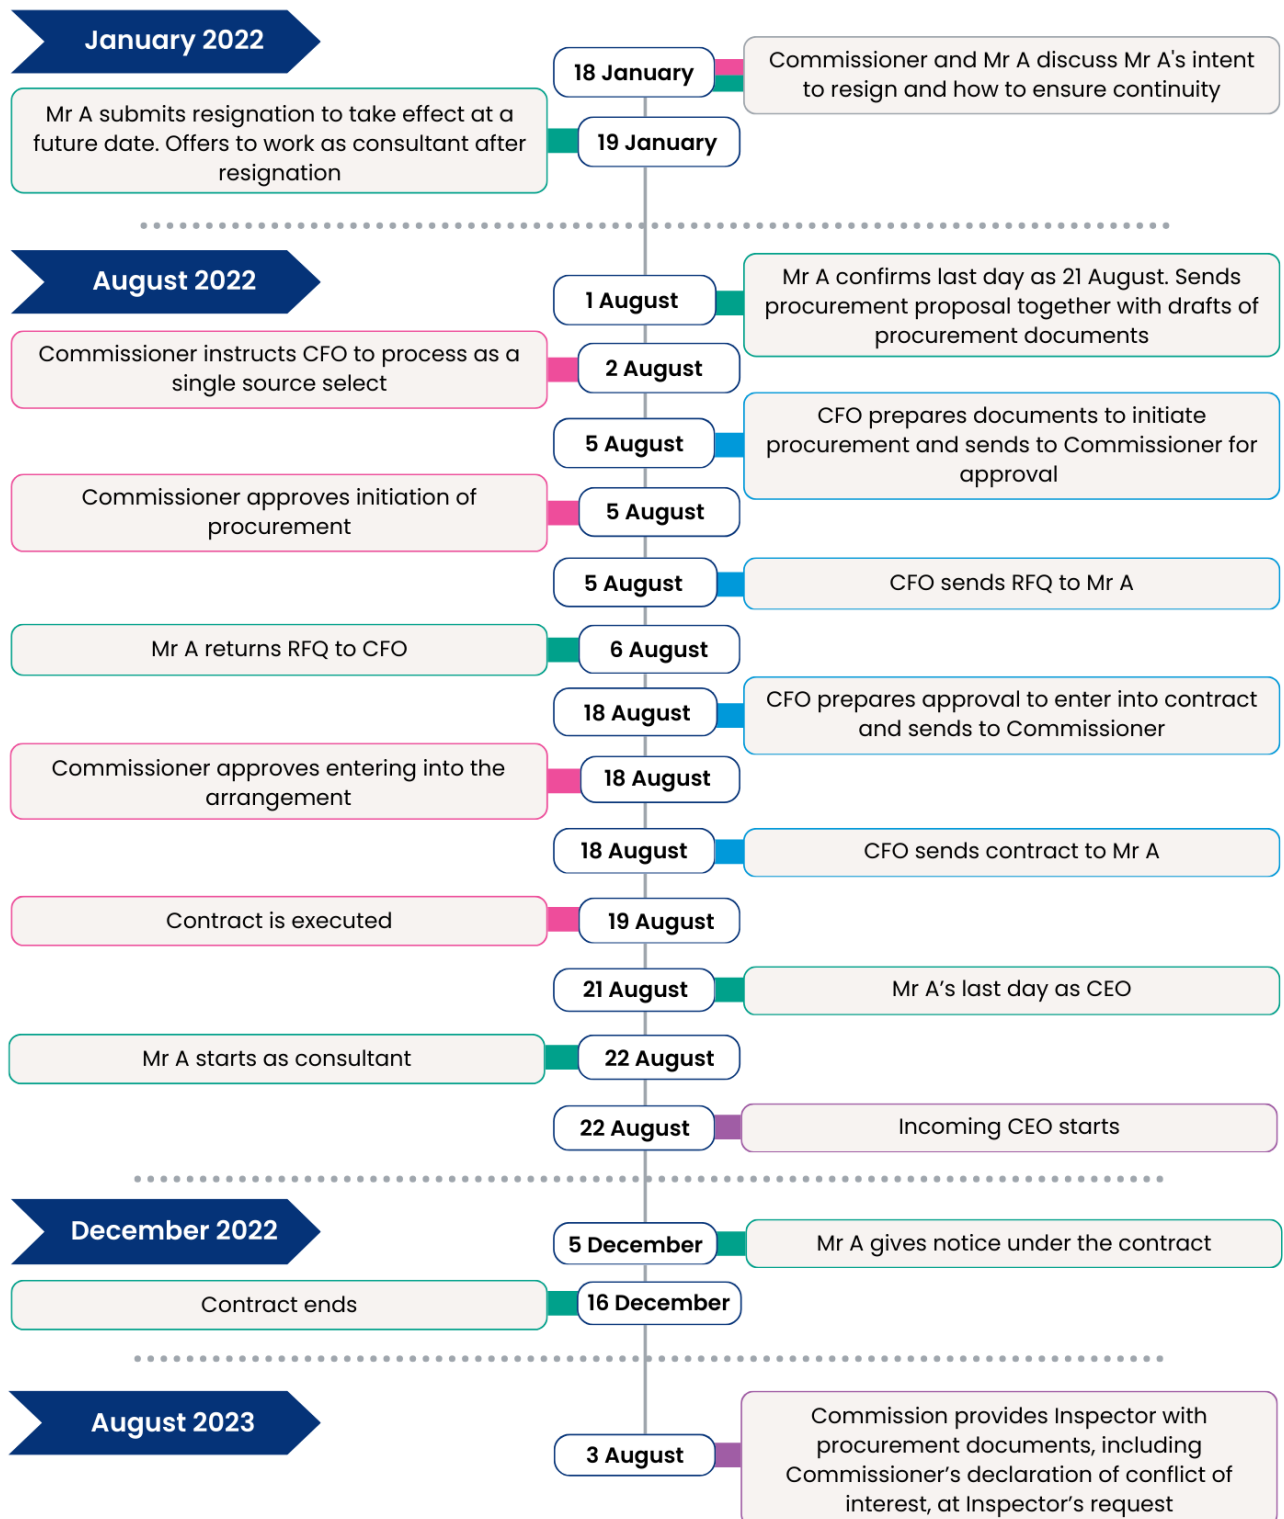 January 2022
18 January
Commissioner and Mr A discuss Mr A's intent
to resign and how to ensure continuity
Mr A submits resignation to take effect at a
future date. Offers to work as consultant after
resignation
19 January
August 2022
1 August
Mr A confirms last day as 21 August. Sends
procurement proposal together with drafts of
procurement documents
Commissioner instructs CFO to process as a
single source select
2 August
5 August
CFO prepares documents to initiate
procurement and sends to Commissioner for
approval
Commissioner approves initiation of
procurement
5 August
5 August
CFO sends RFQ to Mr A
Mr A returns RFQ to CFO
6 August
18 August
CFO prepares approval to enter into contract
and sends to Commissioner
Commissioner approves entering into the
arrangement
18 August
18 August
CFO sends contract to Mr A
Contract is executed
19 August
21 August
Mr A’s last day as CEO
Mr A starts as consultant
22 August
22 August
Incoming CEO starts
December 2022
5 December
Mr A gives notice under the contract
Contract ends
16 December
August 2023
3 August
Commission provides Inspector with
procurement documents, including
Commissioner’s declaration of conflict of
interest, at Inspector’s request